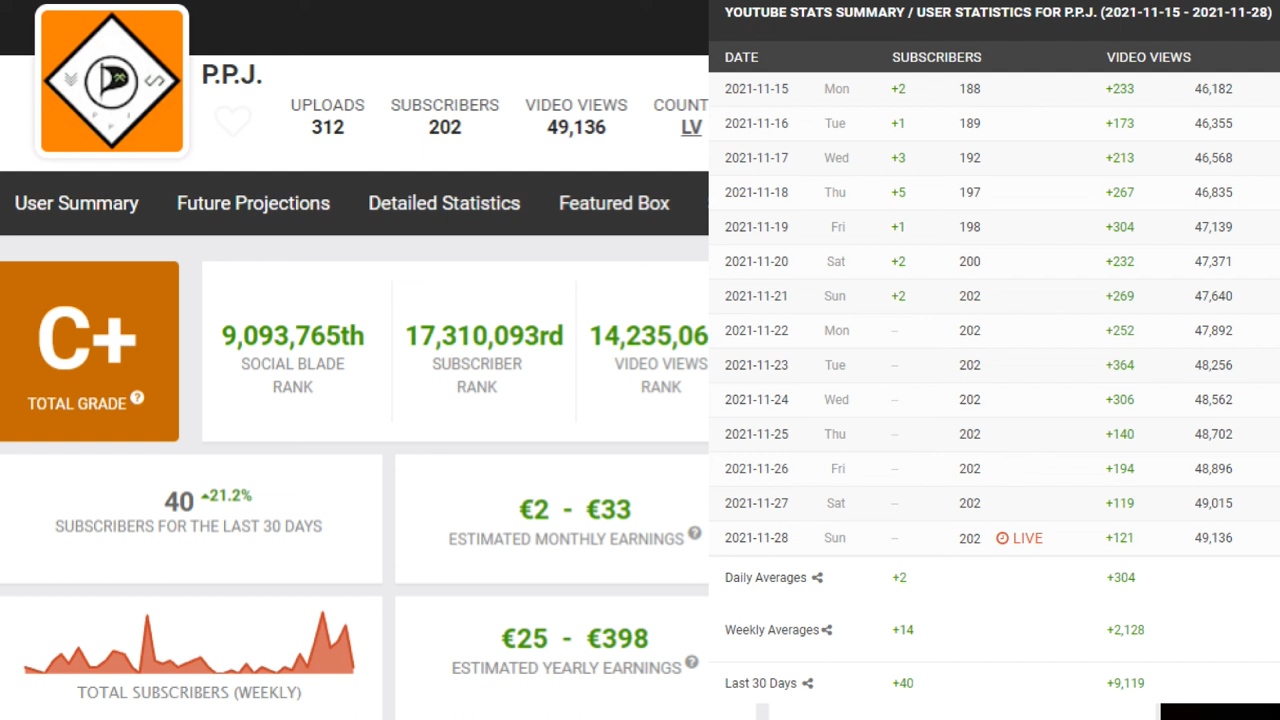 P.P.J.
UPLOADS SUBSCRIBERS VIDEO VIEWS COUNT
312 202 49,136 LV
User Summary Future Projections Detailed Statistics Featured Box
C+
TOTAL GRADE
9,093,765th 17,310,093rd 14,235,06
SOCIAL BLADE SUBSCRIBER VIDEO VIEWS
RANK RANK RANK
40 21.2%
SUBSCRIBERS FOR THE LAST 30 DAYS
€2 - €33
ESTIMATED MONTHLY EARNINGS
€25 - €398
ESTIMATED YEARLY EARNINGS
TOTAL SUBSCRIBERS (WEEKLY)
YOUTUBE STATS SUMMARY / USER STATISTICS FOR P.P.J. (2021-11-15 - 2021-11-28)
DATE SUBSCRIBERS VIDEO VIEWS
2021-11-15 Mon +2 188 +233 46,182
2021-11-16 Tue +1 189 +173 46,355
2021-11-17 Wed +3 192 +213 46,568
2021-11-18 Thu +5 197 +267 46,835
2021-11-19 Fri +1 198 +304 47,139
2021-11-20 Sat +2 200 +232 47,371
2021-11-21 Sun +2 202 +269 47,640
2021-11-22 Mon -- 202 +252 47,892
2021-11-23 Tue -- 202 +364 48,256
2021-11-24 Wed -- 202 +306 48,562
2021-11-25 Thu -- 202 +140 48,702
2021-11-26 Fri -- 202 +194 48,896
2021-11-27 Sat -- 202 +119 49,015
2021-11-28 Sun -- 202 LIVE +121 49,136
Daily Averages +2 +304
Weekly Averages +14 +2,128
Last 30 Days +40 +9,119